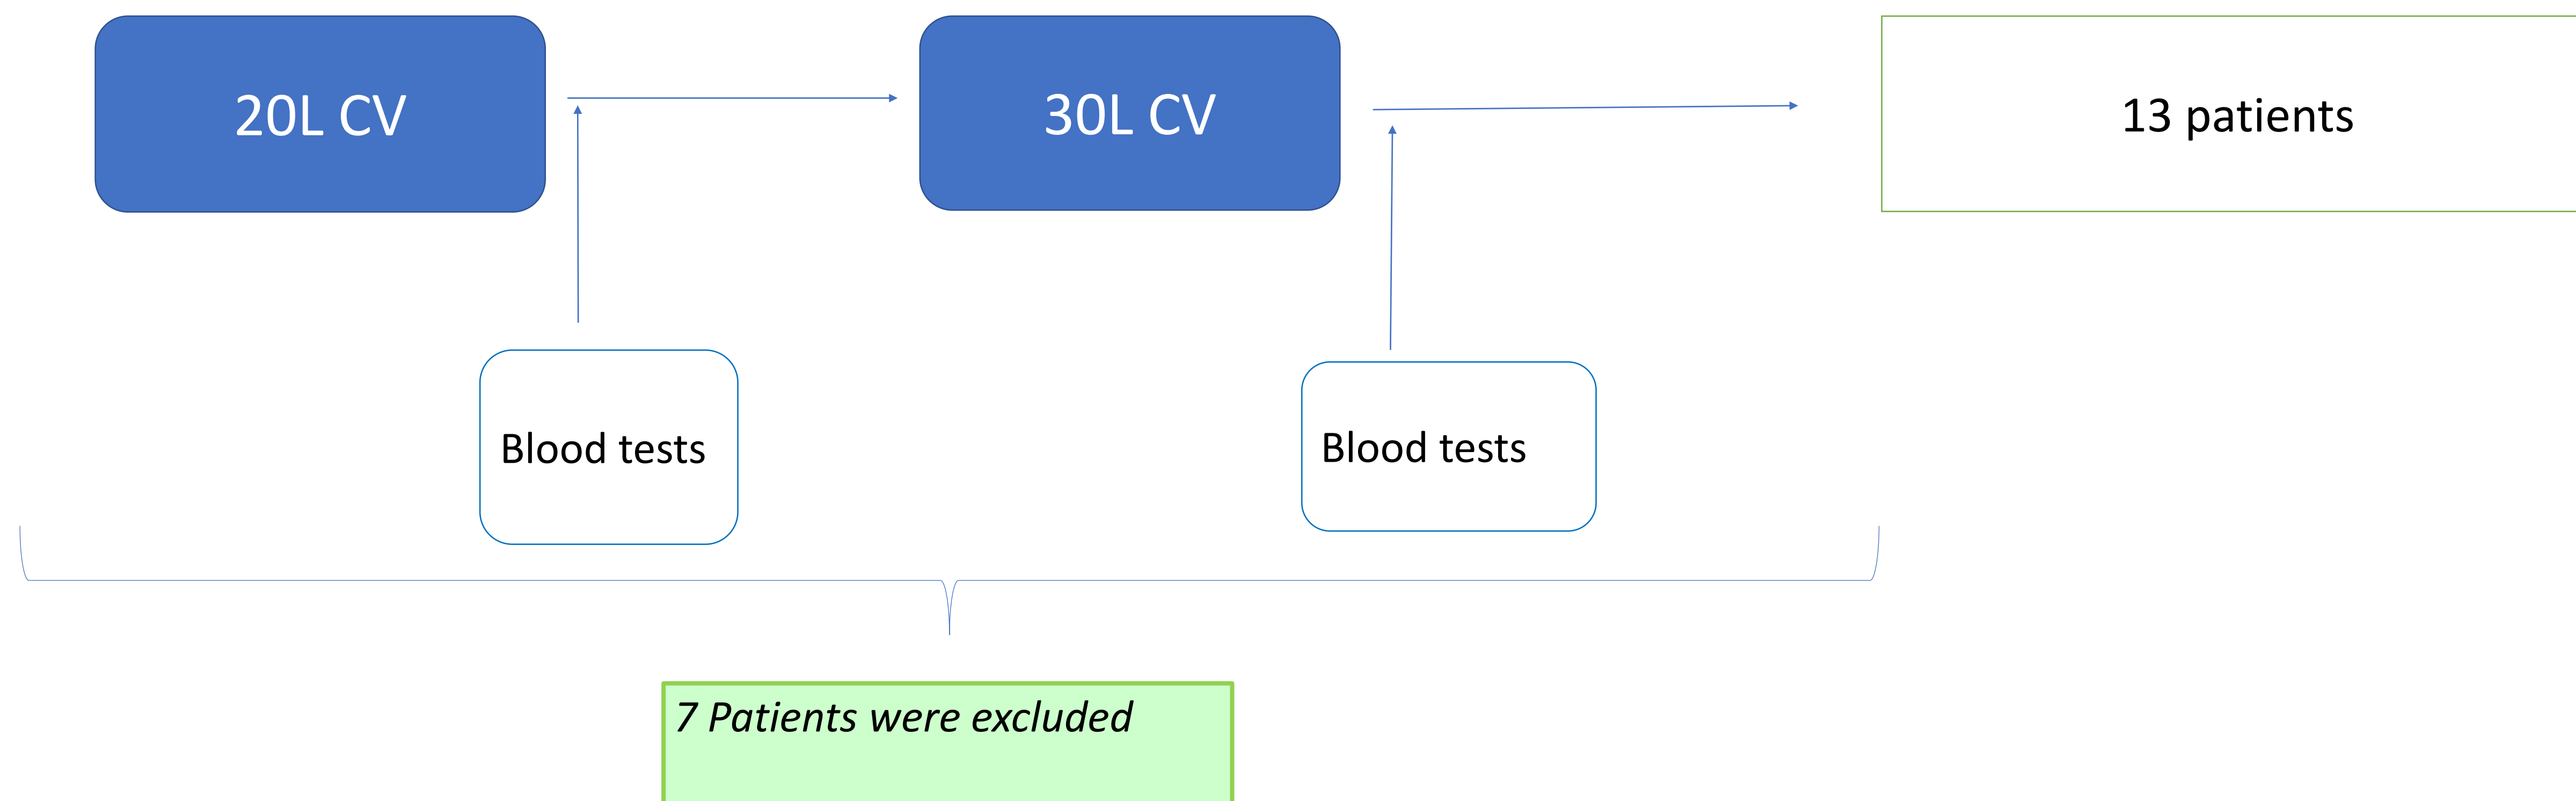 20L CV
30L CV
13 patients
Blood tests
Blood tests
7 Patients were excluded